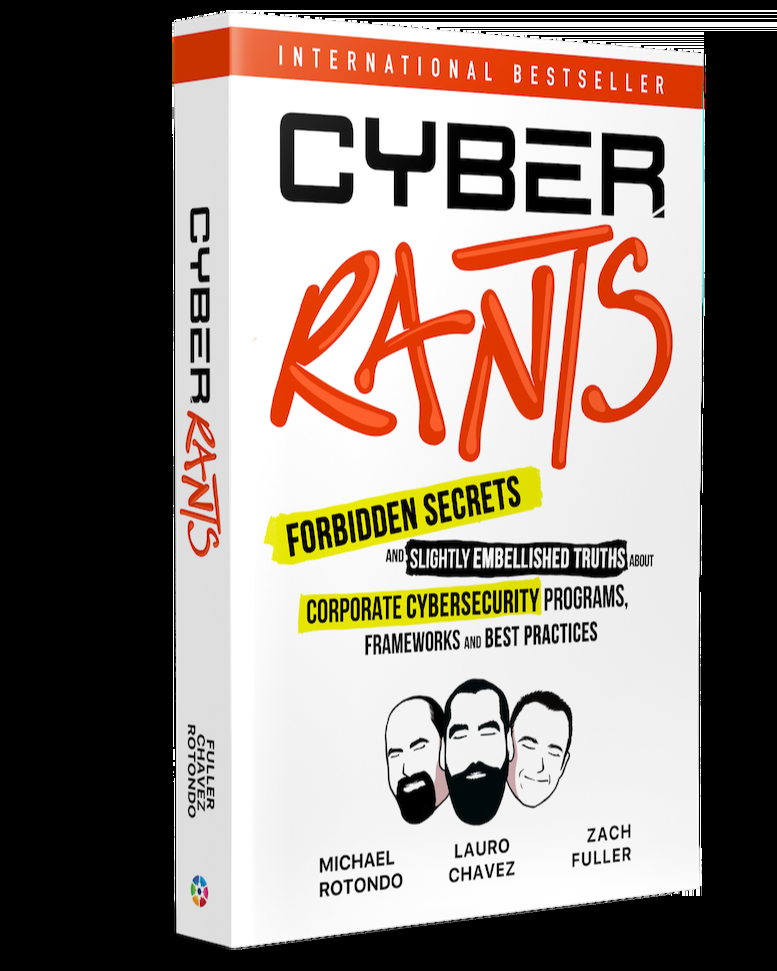 INTERNATIONAL BESTSELLER
CYBER
RANTS
FORBIDDEN SECRETS
AND SLIGHTLY EMBELLISHED TRUTHS ABOUT
CORPORATE CYBERSECURITY PROGRAMS,
FRAMEWORKS AND BEST PRACTICES
MICHAEL
ROTONDO
LAURO
CHAVEZ
ZACH
FULLER
CYBER
RANTS
FULLER
CHAVEZ
ROTONDO